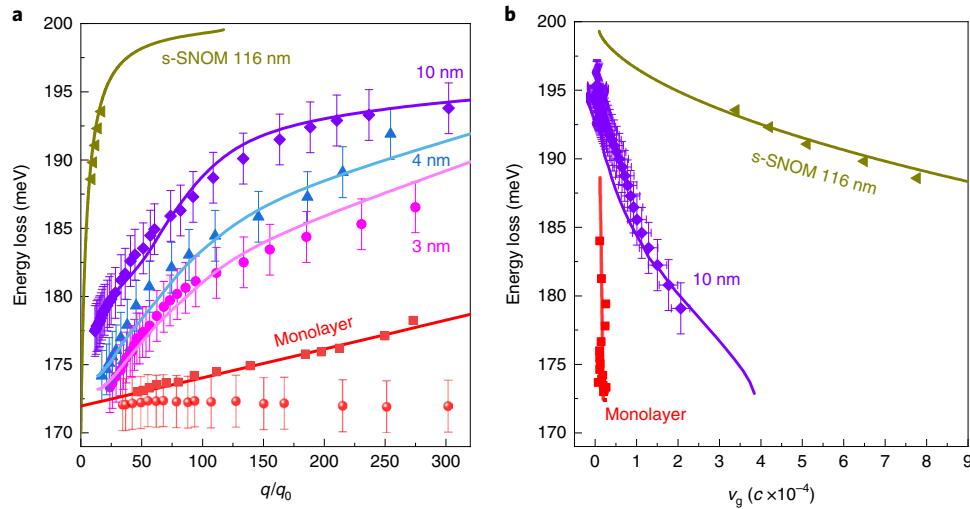 a
200
195
190
185
180
175
170
Energy loss (meV)
0
50
100
150
200
250
300
q/q₀
s-SNOM 116 nm
10 nm
4 nm
3 nm
Monolayer
b
200
195
190
185
180
175
170
Energy loss (meV)
0
1
2
3
4
5
6
7
8
9
v_g (c ×10⁻⁴)
s-SNOM 116 nm
10 nm
Monolayer